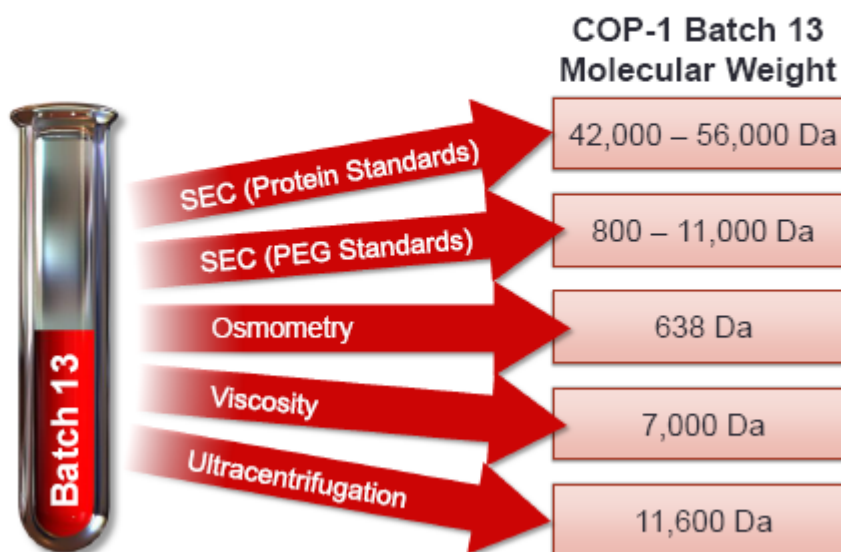 COP-1 Batch 13
Molecular Weight
SEC (Protein Standards)
42,000 – 56,000 Da
SEC (PEG Standards)
800 – 11,000 Da
Osmometry
638 Da
Viscosity
7,000 Da
Ultracentrifugation
11,600 Da
Batch 13